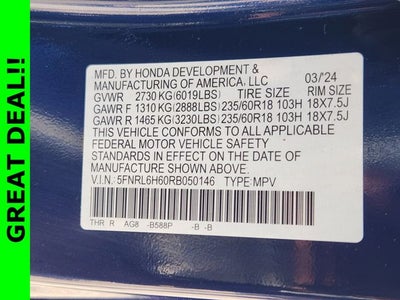 GREAT DEAL!!
MFD. BY HONDA DEVELOPMENT &
MANUFACTURING OF AMERICA, LLC 03/'24
GVWR 2730 KG (6019LBS) TIRE SIZE RIM SIZE
GAWR F 1310 KG (2888LBS) 235/60R18 103H 18X7.5J
GAWR R 1465 KG (3230LBS) 235/60R18 103H 18X7.5J
THIS VEHICLE CONFORMS TO ALL APPLICABLE
FEDERAL MOTOR VEHICLE SAFETY
STANDARDS IN EFFECT ON THE DATE OF
MANUFACTURE SHOWN ABOVE.
V.I.N. 5FNRL6H60RB050146 TYPE MPV
THR R AG8 -B588P -B -B